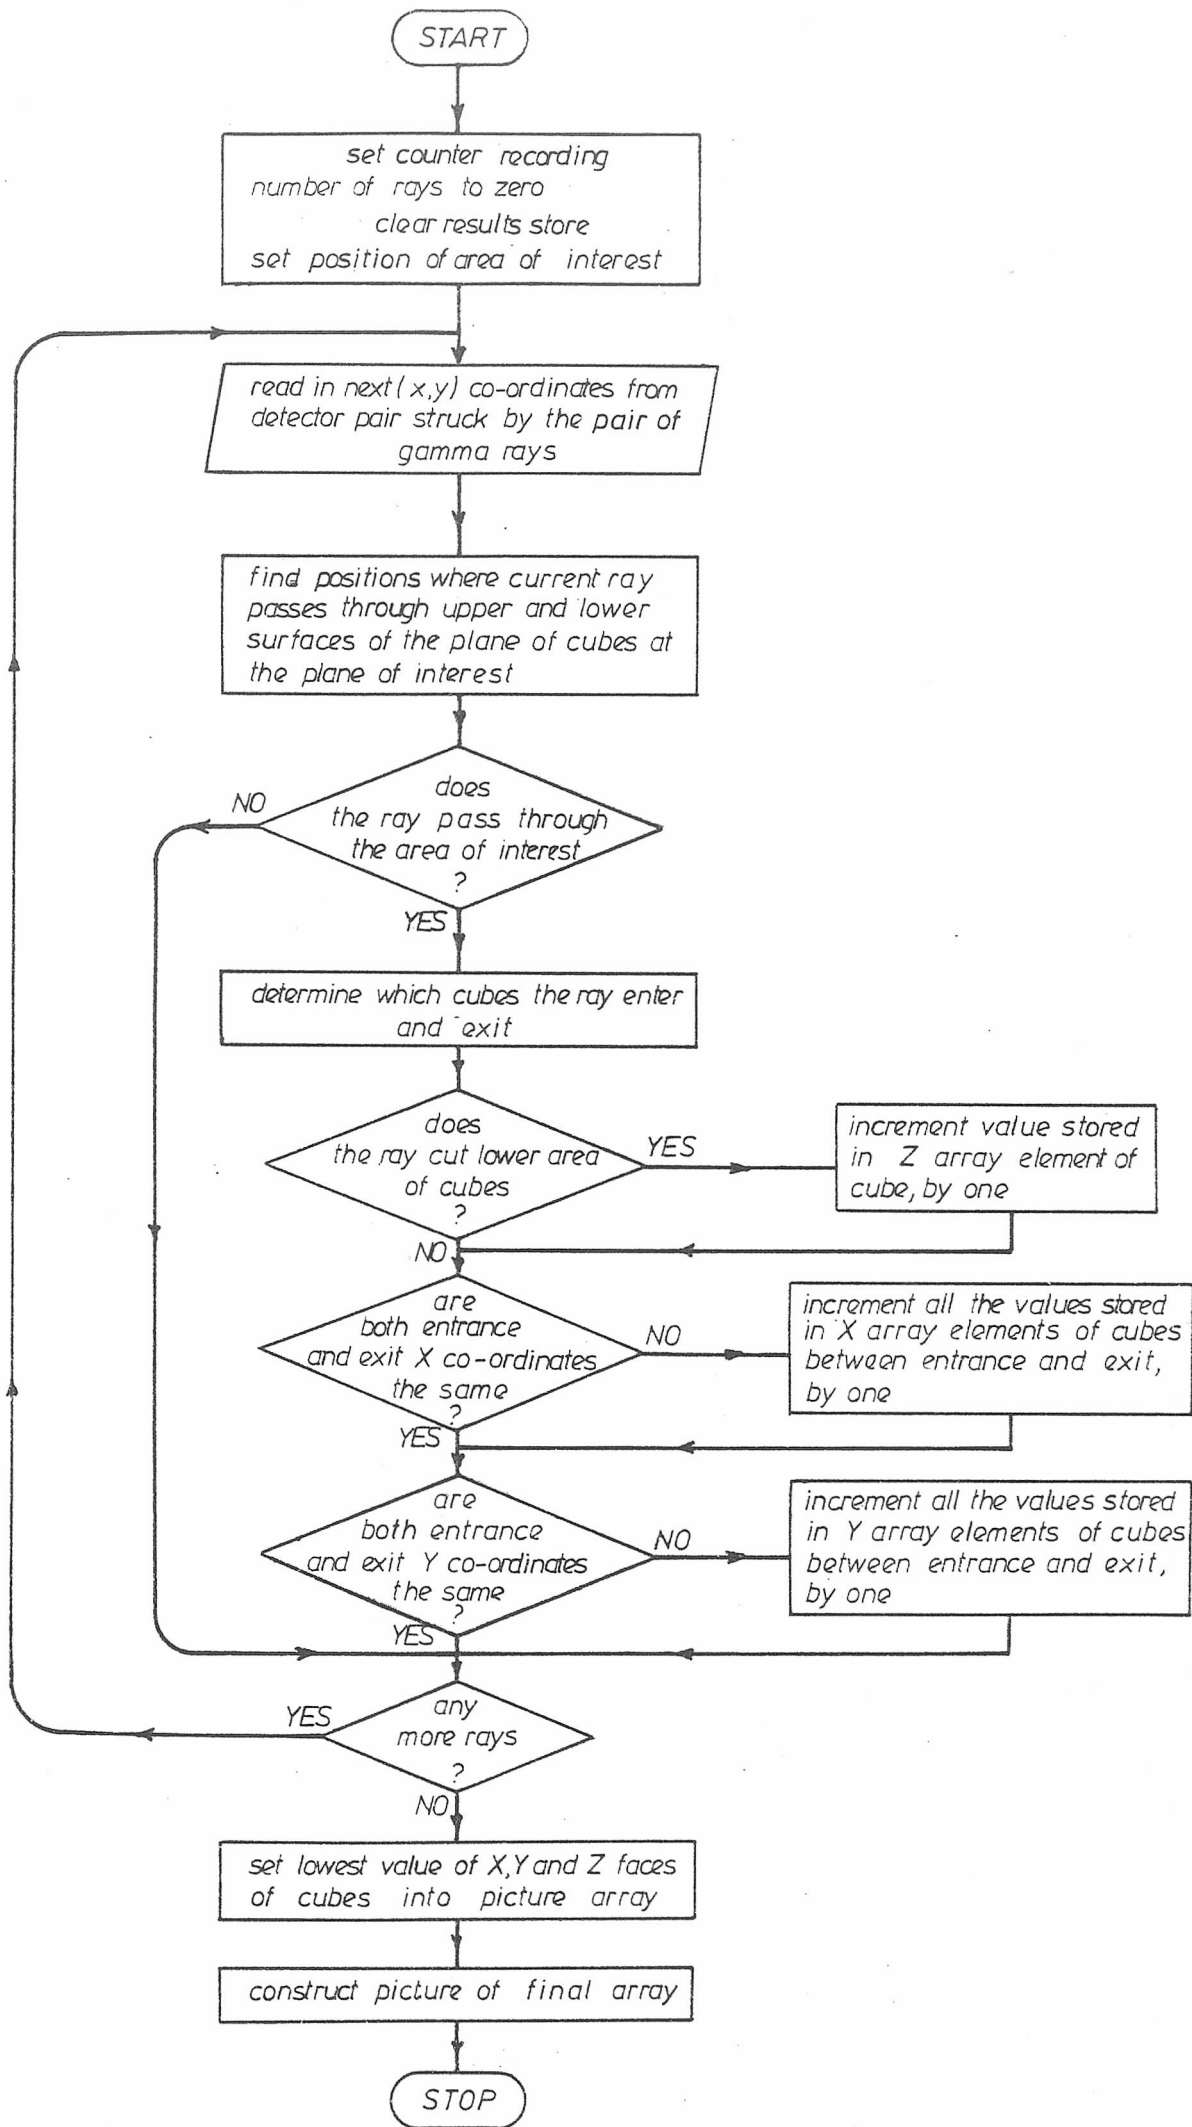 START
set counter recording
number of rays to zero
clear results store
set position of area of interest
read in next (x,y) co-ordinates from
detector pair struck by the pair of
gamma rays
find positions where current ray
passes through upper and lower
surfaces of the plane of cubes at
the plane of interest
does
the ray pass through
the area of interest
?
NO
YES
determine which cubes the ray enter
and exit
does
the ray cut lower area
of cubes
?
YES
increment value stored
in Z array element of
cube, by one
NO
are
both entrance
and exit X co-ordinates
the same
?
NO
increment all the values stored
in X array elements of cubes
between entrance and exit,
by one
YES
are
both entrance
and exit Y co-ordinates
the same
?
NO
increment all the values stored
in Y array elements of cubes
between entrance and exit,
by one
YES
any
more rays
?
YES
NO
set lowest value of X,Y and Z faces
of cubes into picture array
construct picture of final array
STOP